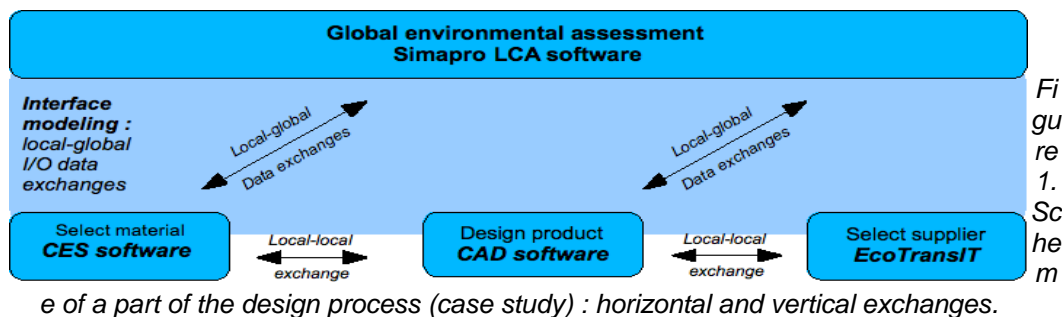 Global environmental assessment
Simapro LCA software
Interface
modeling :
local-global
I/O data
exchanges
Local-global
Data exchanges
Local-global
Data exchanges
Select material
CES software
Local-local
exchange
Design product
CAD software
Local-local
exchange
Select supplier
EcoTransIT
Fi
gu
re
1.
Sc
he
m
e of a part of the design process (case study) : horizontal and vertical exchanges.